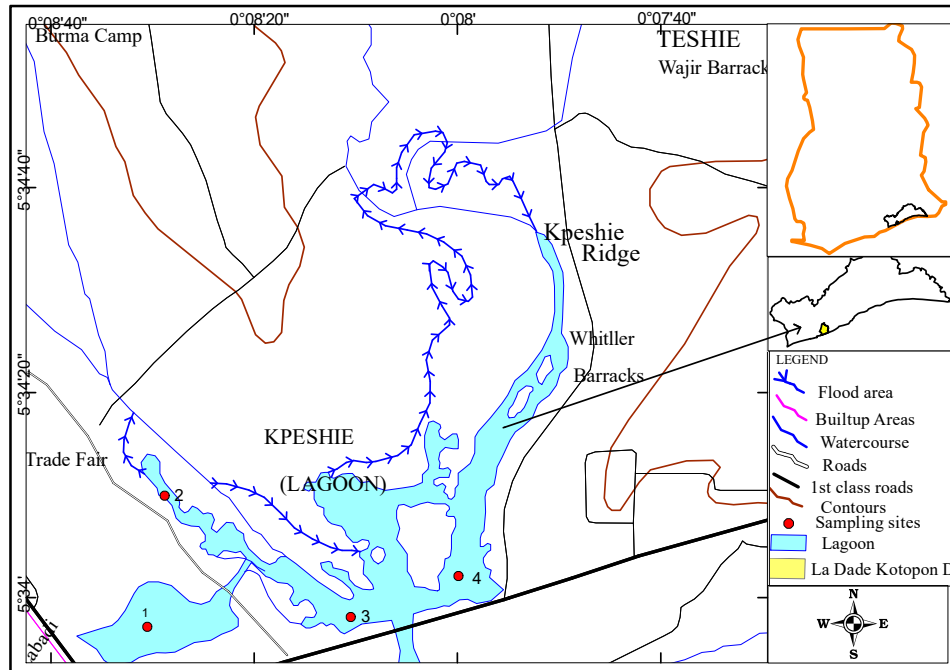 0°08'40"
0°08'20"
0°08'
0°07'40"
Burma Camp
TESHIE
Wajir Barrack
5°34'40"
Kpeshie
Ridge
Whitller
Barracks
5°34'20"
KPESHIE
(LAGOON)
Trade Fair
2
4
3
1
5°34'
abadi
LEGEND
Flood area
Builtup Areas
Watercourse
Roads
1st class roads
Contours
Sampling sites
Lagoon
La Dade Kotopon D
N
W E
S